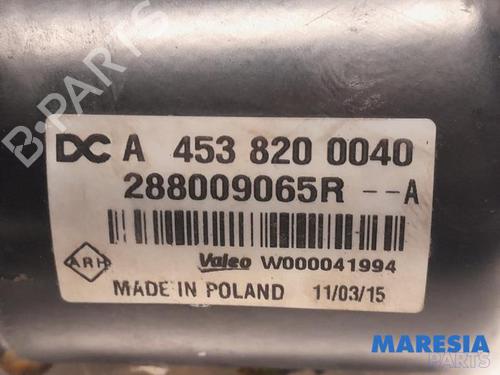 B-PARTS
DC A 453 820 0040
288009065R --A
ARH
Valeo W000041994
MADE IN POLAND 11/03/15
MARESIA
PARTS